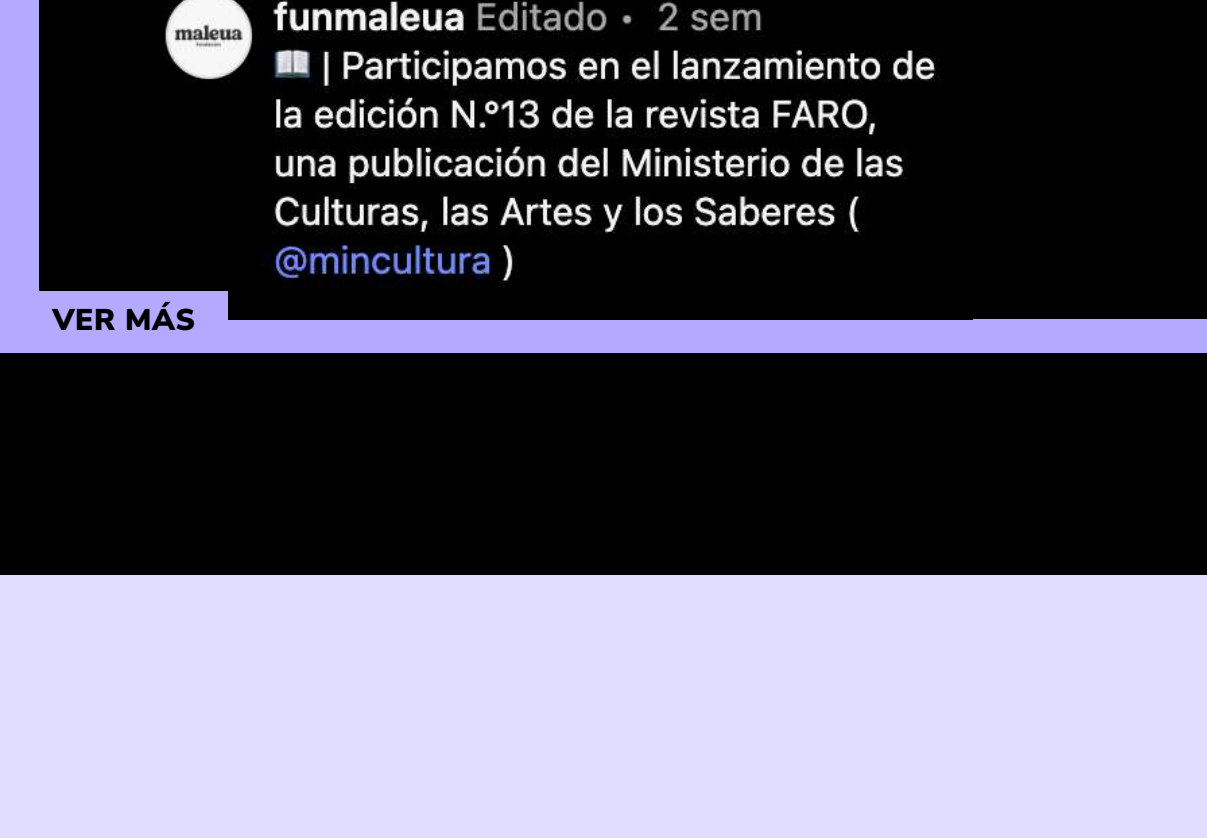 maleua
funmaleua Editado • 2 sem
📖 | Participamos en el lanzamiento de
la edición N.º13 de la revista FARO,
una publicación del Ministerio de las
Culturas, las Artes y los Saberes (
@mincultura )
VER MÁS